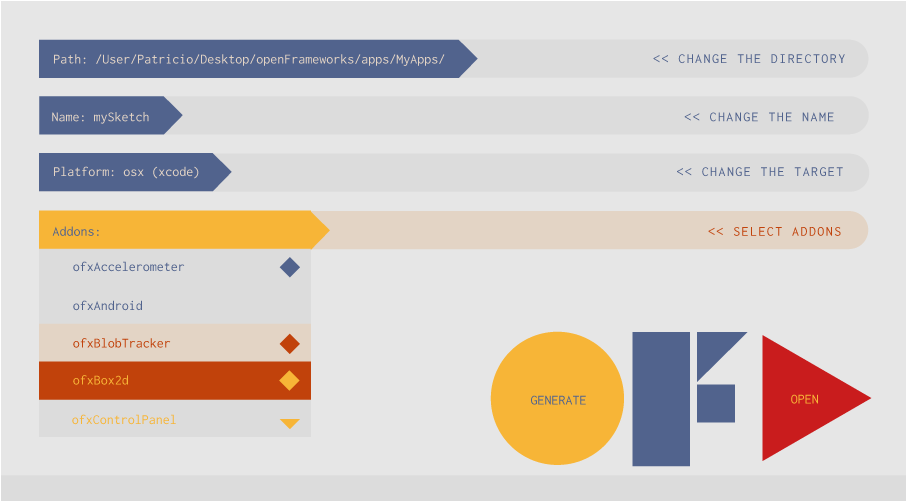 Path: /User/Patricio/Desktop/openFrameworks/apps/MyApps/ << CHANGE THE DIRECTORY
Name: mySketch << CHANGE THE NAME
Platform: osx (xcode) << CHANGE THE TARGET
Addons: << SELECT ADDONS
ofxAccelerometer
ofxAndroid
ofxBlobTracker
ofxBox2d
ofxControlPanel
GENERATE
OPEN